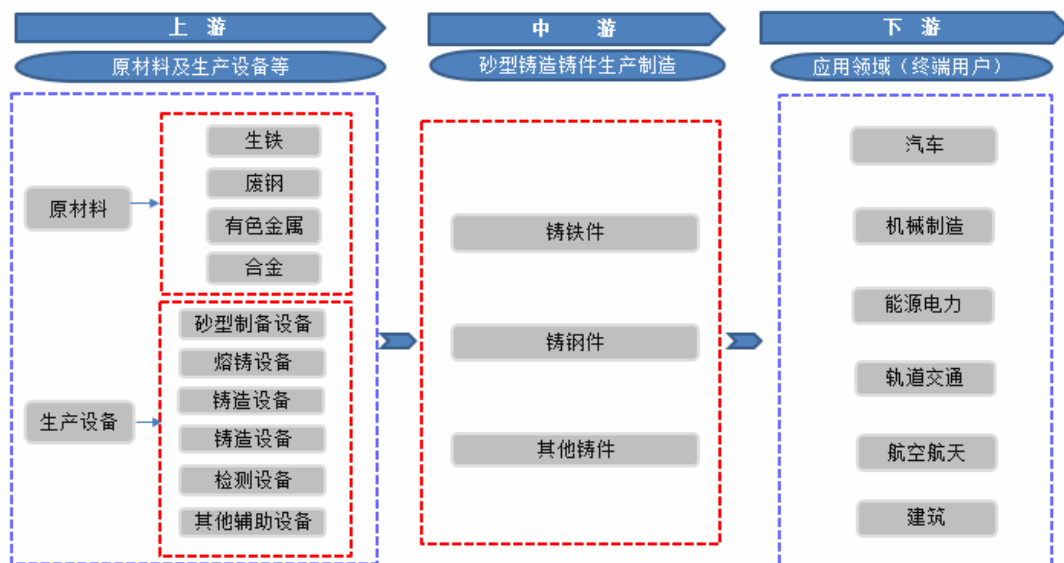 上 游
中 游
下 游
原材料及生产设备等
砂型铸造铸件生产制造
应用领域（终端用户）
原材料
生铁
废钢
有色金属
合金
生产设备
砂型制备设备
熔铸设备
铸造设备
铸造设备
检测设备
其他辅助设备
铸铁件
铸钢件
其他铸件
汽车
机械制造
能源电力
轨道交通
航空航天
建筑